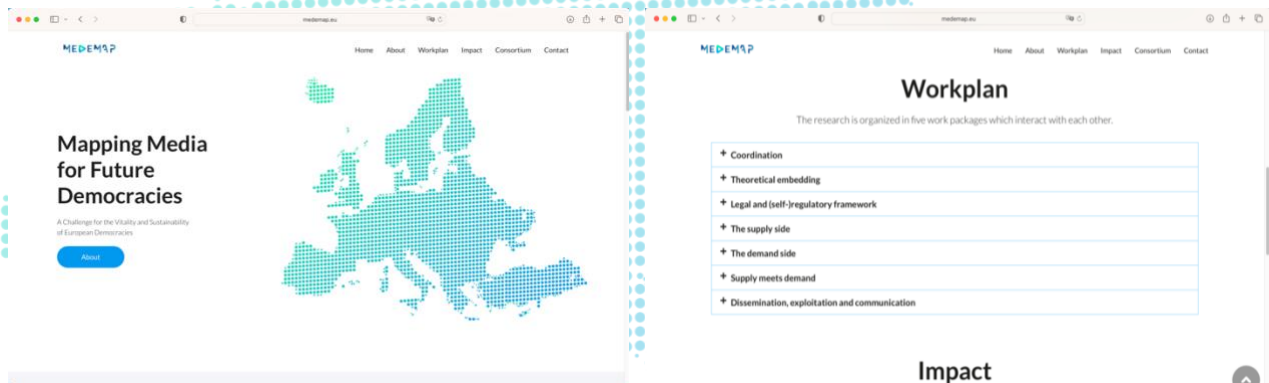 medemap.eu
MEDEMAP
Home About Workplan Impact Consortium Contact
Mapping Media
for Future
Democracies
A Challenge for the Vitality and Sustainability
of European Democracies
About
medemap.eu
MEDEMAP
Home About Workplan Impact Consortium Contact
Workplan
The research is organized in five work packages which interact with each other.
+ Coordination
+ Theoretical embedding
+ Legal and (self-)regulatory framework
+ The supply side
+ The demand side
+ Supply meets demand
+ Dissemination, exploitation and communication
Impact